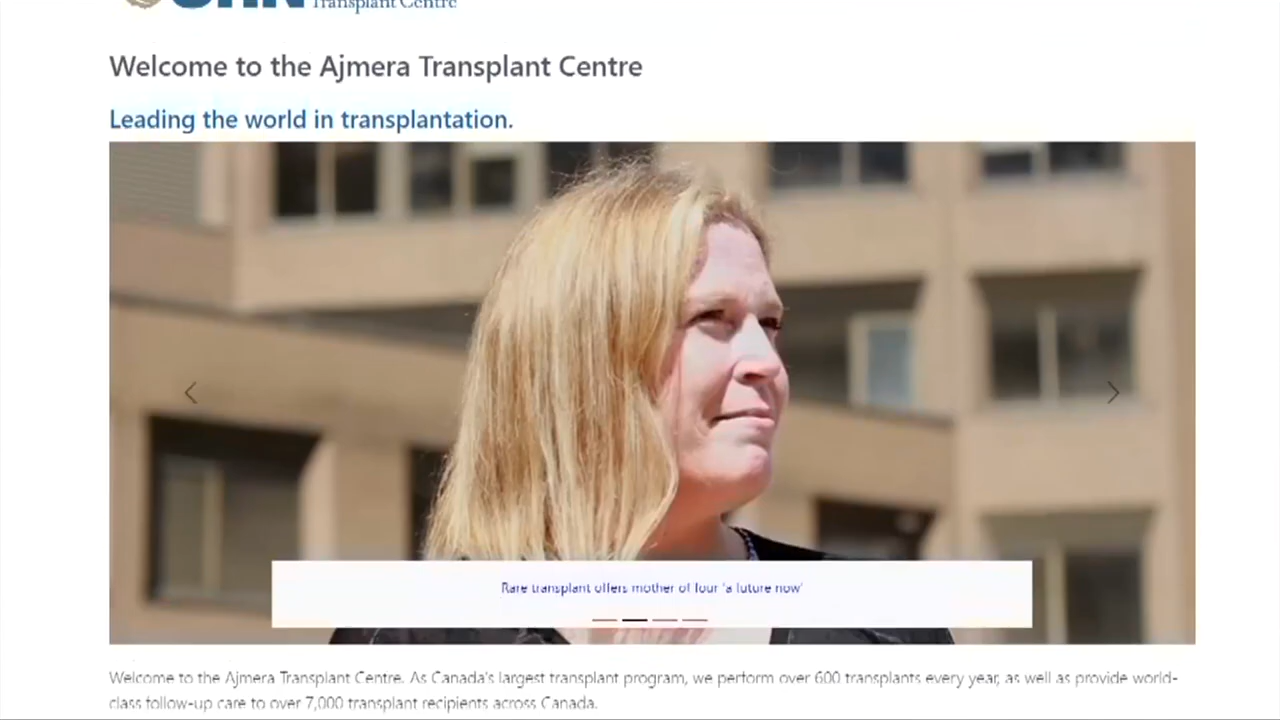 UHN Transplant Centre
Welcome to the Ajmera Transplant Centre
Leading the world in transplantation.
Rare transplant offers mother of four 'a future now'
Welcome to the Ajmera Transplant Centre. As Canada's largest transplant program, we perform over 600 transplants every year, as well as provide world-
class follow-up care to over 7,000 transplant recipients across Canada.